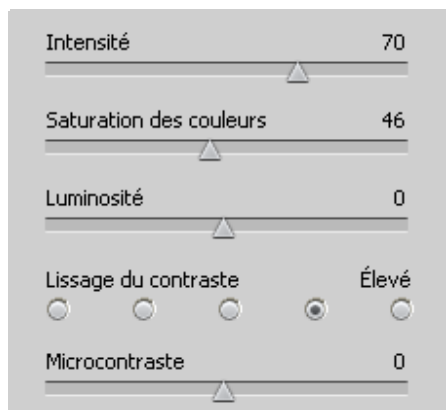 Intensité 70
Saturation des couleurs 46
Luminosité 0
Lissage du contraste Élevé
Microcontraste 0